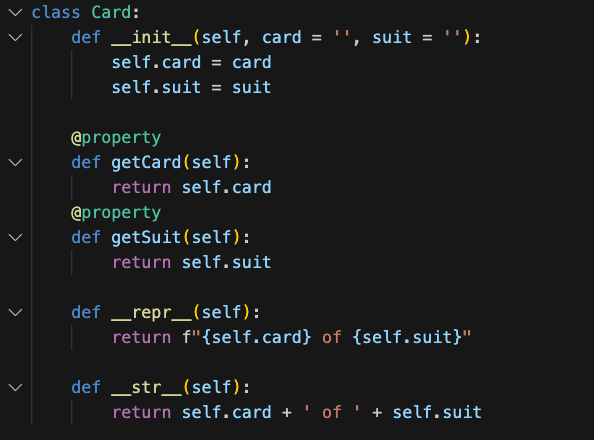 class Card:
    def __init__(self, card = '', suit = ''):
        self.card = card
        self.suit = suit

    @property
    def getCard(self):
        return self.card
    @property
    def getSuit(self):
        return self.suit

    def __repr__(self):
        return f"{self.card} of {self.suit}"

    def __str__(self):
        return self.card + ' of ' + self.suit